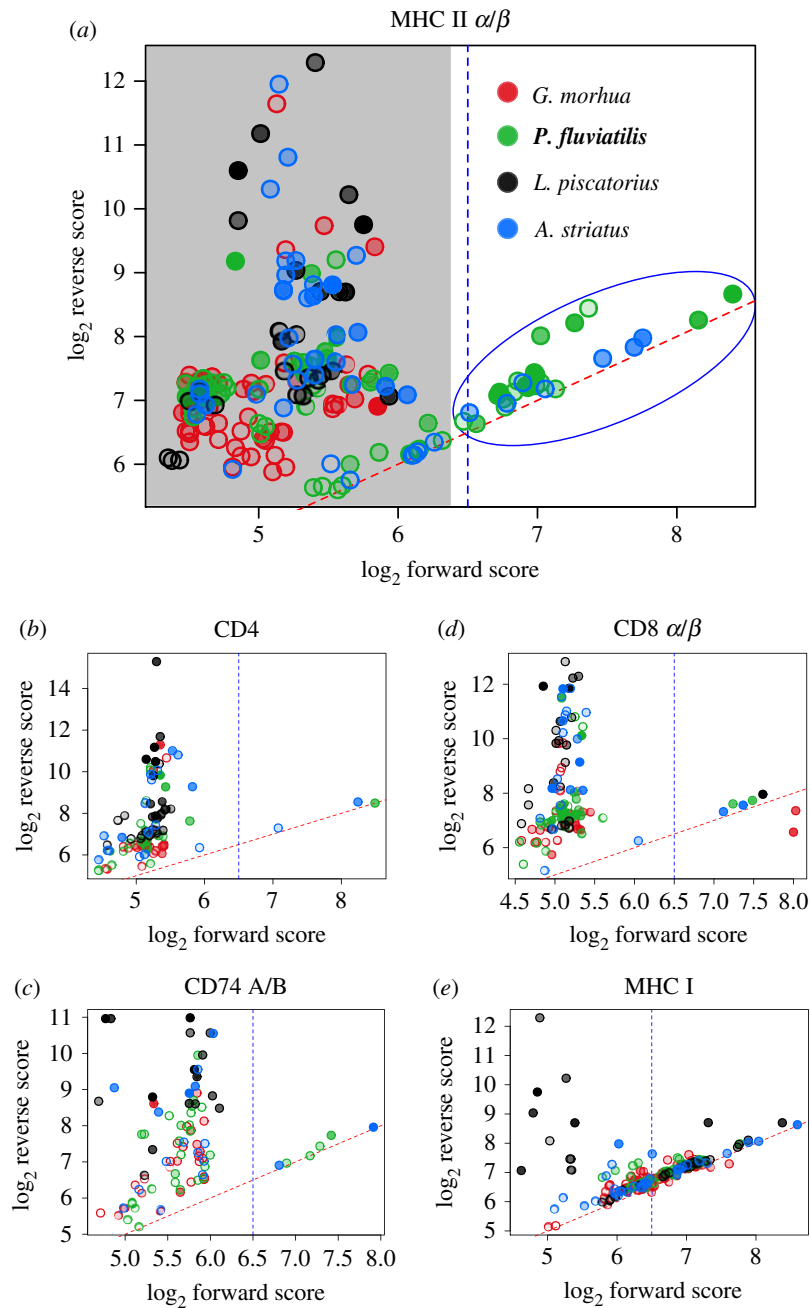 (a) MHC II α/β
12
11
10
9
8
7
6
log2 reverse score
G. morhua
P. fluviatilis
L. piscatorius
A. striatus
5 6 7 8
log2 forward score
(b) CD4
14
12
10
8
6
log2 reverse score
5 6 7 8
log2 forward score
(d) CD8 α/β
12
10
8
6
log2 reverse score
4.5 5.0 5.5 6.0 6.5 7.0 7.5 8.0
log2 forward score
(c) CD74 A/B
11
10
9
8
7
6
5
log2 reverse score
5.0 5.5 6.0 6.5 7.0 7.5 8.0
log2 forward score
(e) MHC I
12
11
10
9
8
7
6
5
log2 reverse score
5 6 7 8
log2 forward score